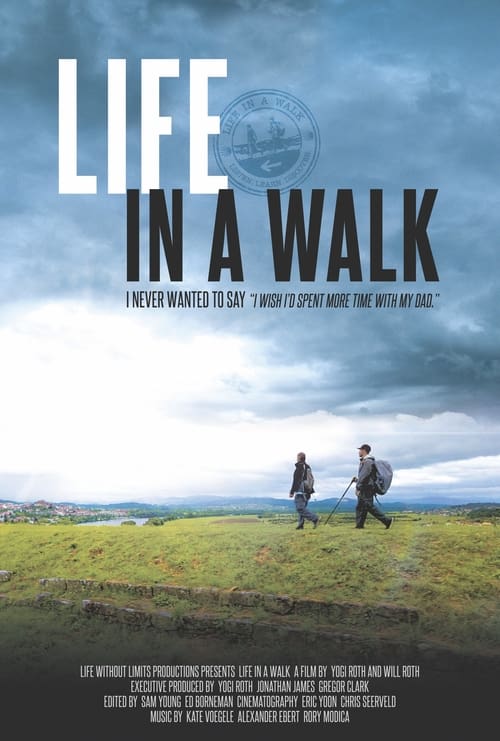 LIFE
LIFE IN A WALK
LISTEN. LEARN. DISCOVER.
IN A WALK
I NEVER WANTED TO SAY "I WISH I'D SPENT MORE TIME WITH MY DAD."
LIFE WITHOUT LIMITS PRODUCTIONS PRESENTS LIFE IN A WALK A FILM BY YOGI ROTH AND WILL ROTH
EXECUTIVE PRODUCED BY YOGI ROTH JONATHAN JAMES GREGOR CLARK
EDITED BY SAM YOUNG ED BORNEMAN CINEMATOGRAPHY ERIC YOON CHRIS SEERVELD
MUSIC BY KATE VOEGELE ALEXANDER EBERT RORY MODICA